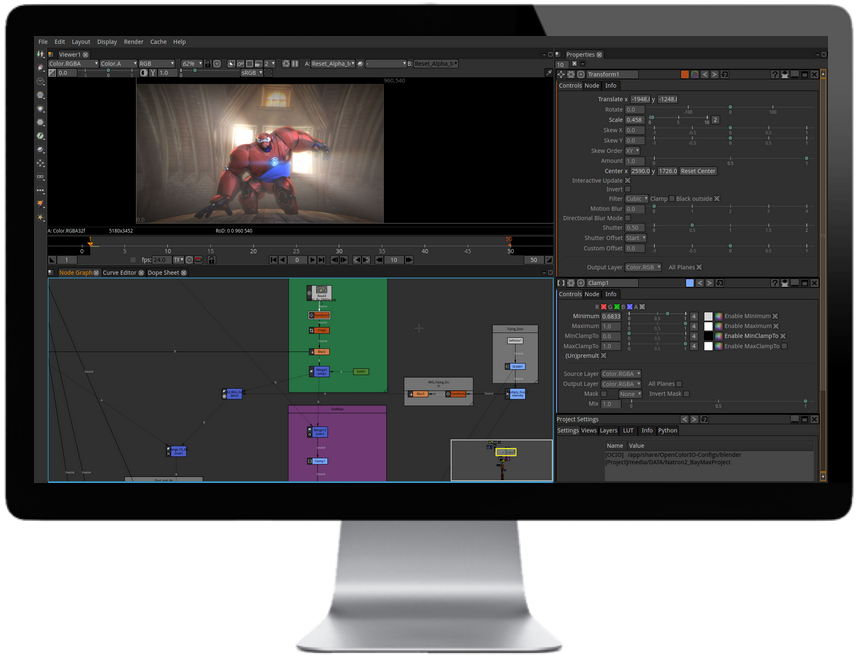 File Edit Layout Display Render Cache Help
Viewer1
Color.RGBA Color.A RGB 62% 2 A: Reset_Alpha_1 - B: Reset_Alpha_1
0.0 Y 1.0 sRGB
960,540
A: Color.RGBA32f 5180x3452 RoD: 0 0 960 540
0 5 10 15 20 25 30 35 40 45 50
1 fps: 24.0 TF 0 10 50
Node Graph Curve Editor Dope Sheet
Properties
10
Transform1
Controls Node Info
Translate x -1948. y -1248.
Rotate 0.0
Scale 0.458 2
Skew X 0.0
Skew Y 0.0
Skew Order XY
Amount 1.0
Center x 2590.0 y 1726.0 Reset Center
Interactive Update
Invert
Filter Cubic Clamp Black outside
Motion Blur 0.0
Directional Blur Mode
Shutter 0.50
Shutter Offset Start
Custom Offset 0.0
Output Layer Color.RGB All Planes
Clamp1
Controls Node Info
R G B A
Minimum 0.6833 4 Enable Minimum
Maximum 1.0 4 Enable Maximum
MinClampTo 0.0 4 Enable MinClampTo
MaxClampTo 1.0 4 Enable MaxClampTo
(Un)premult
Source Layer Color.RGBA
Output Layer Color.RGBA All Planes
Mask None Invert Mask
Mix 1.0
Project Settings
Settings Views Layers LUT Info Python
Name Value
[OCIO] /app/share/OpenColorIO-Configs/blender
[Project]/media/DATA/Natron2_BayMaxProject